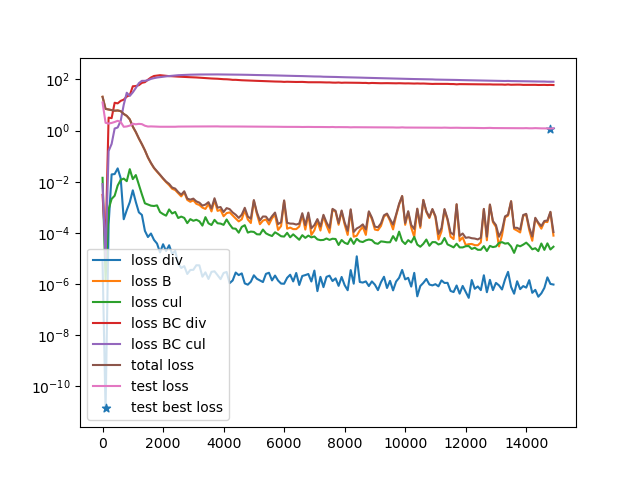 10²
10⁰
10⁻²
10⁻⁴
10⁻⁶
10⁻⁸
10⁻¹⁰
loss div
loss B
loss cul
loss BC div
loss BC cul
total loss
test loss
test best loss
0 2000 4000 6000 8000 10000 12000 14000